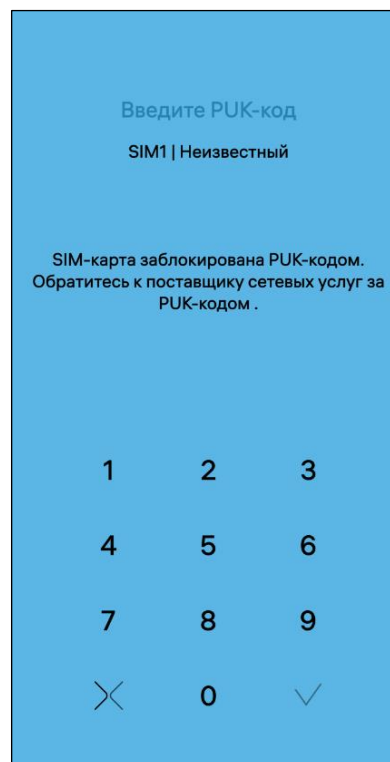 Введите PUK-код
SIM1 | Неизвестный
SIM-карта заблокирована PUK-кодом.
Обратитесь к поставщику сетевых услуг за
PUK-кодом .
1 2 3
4 5 6
7 8 9
0